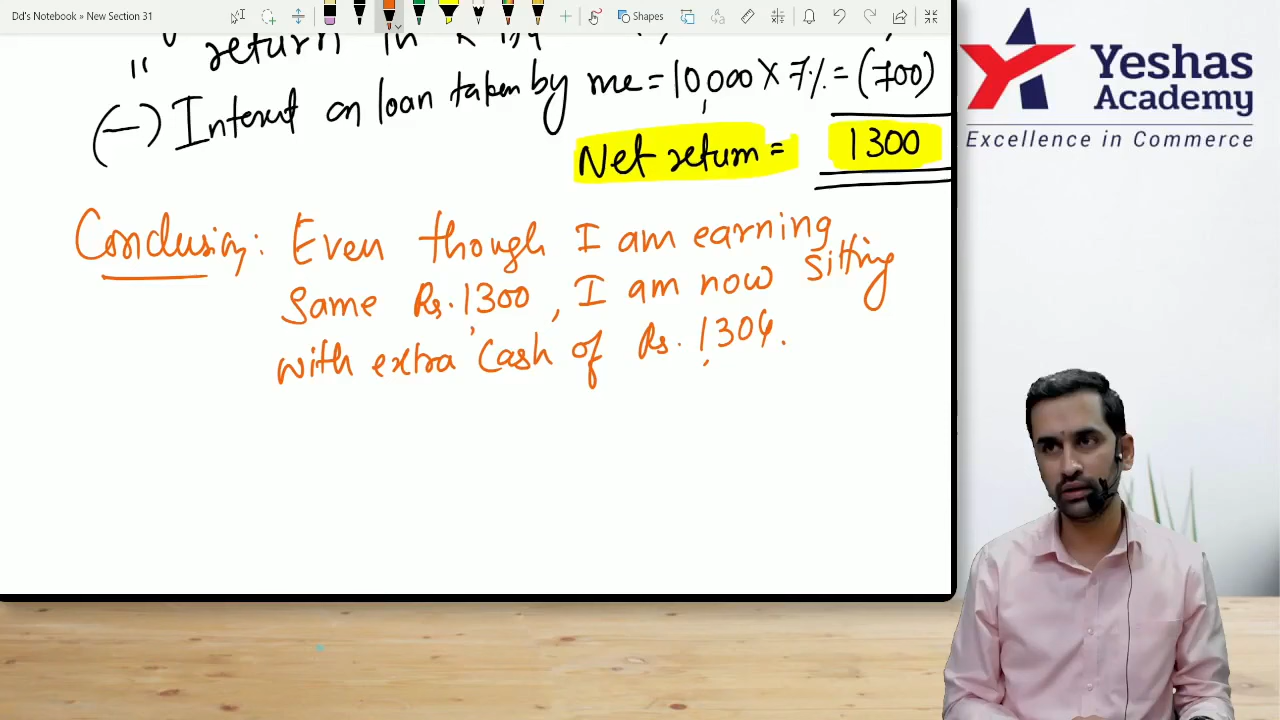 Dd's Notebook » New Section 31
Shapes
" return in
(-) Interest on loan taken by me = 10,000 X 7% = (700)
Net return = 1300
Conclusion: Even though I am earning
same Rs. 1300, I am now sitting
with extra cash of Rs. 1304.
Yeshas
Academy
Excellence in Commerce